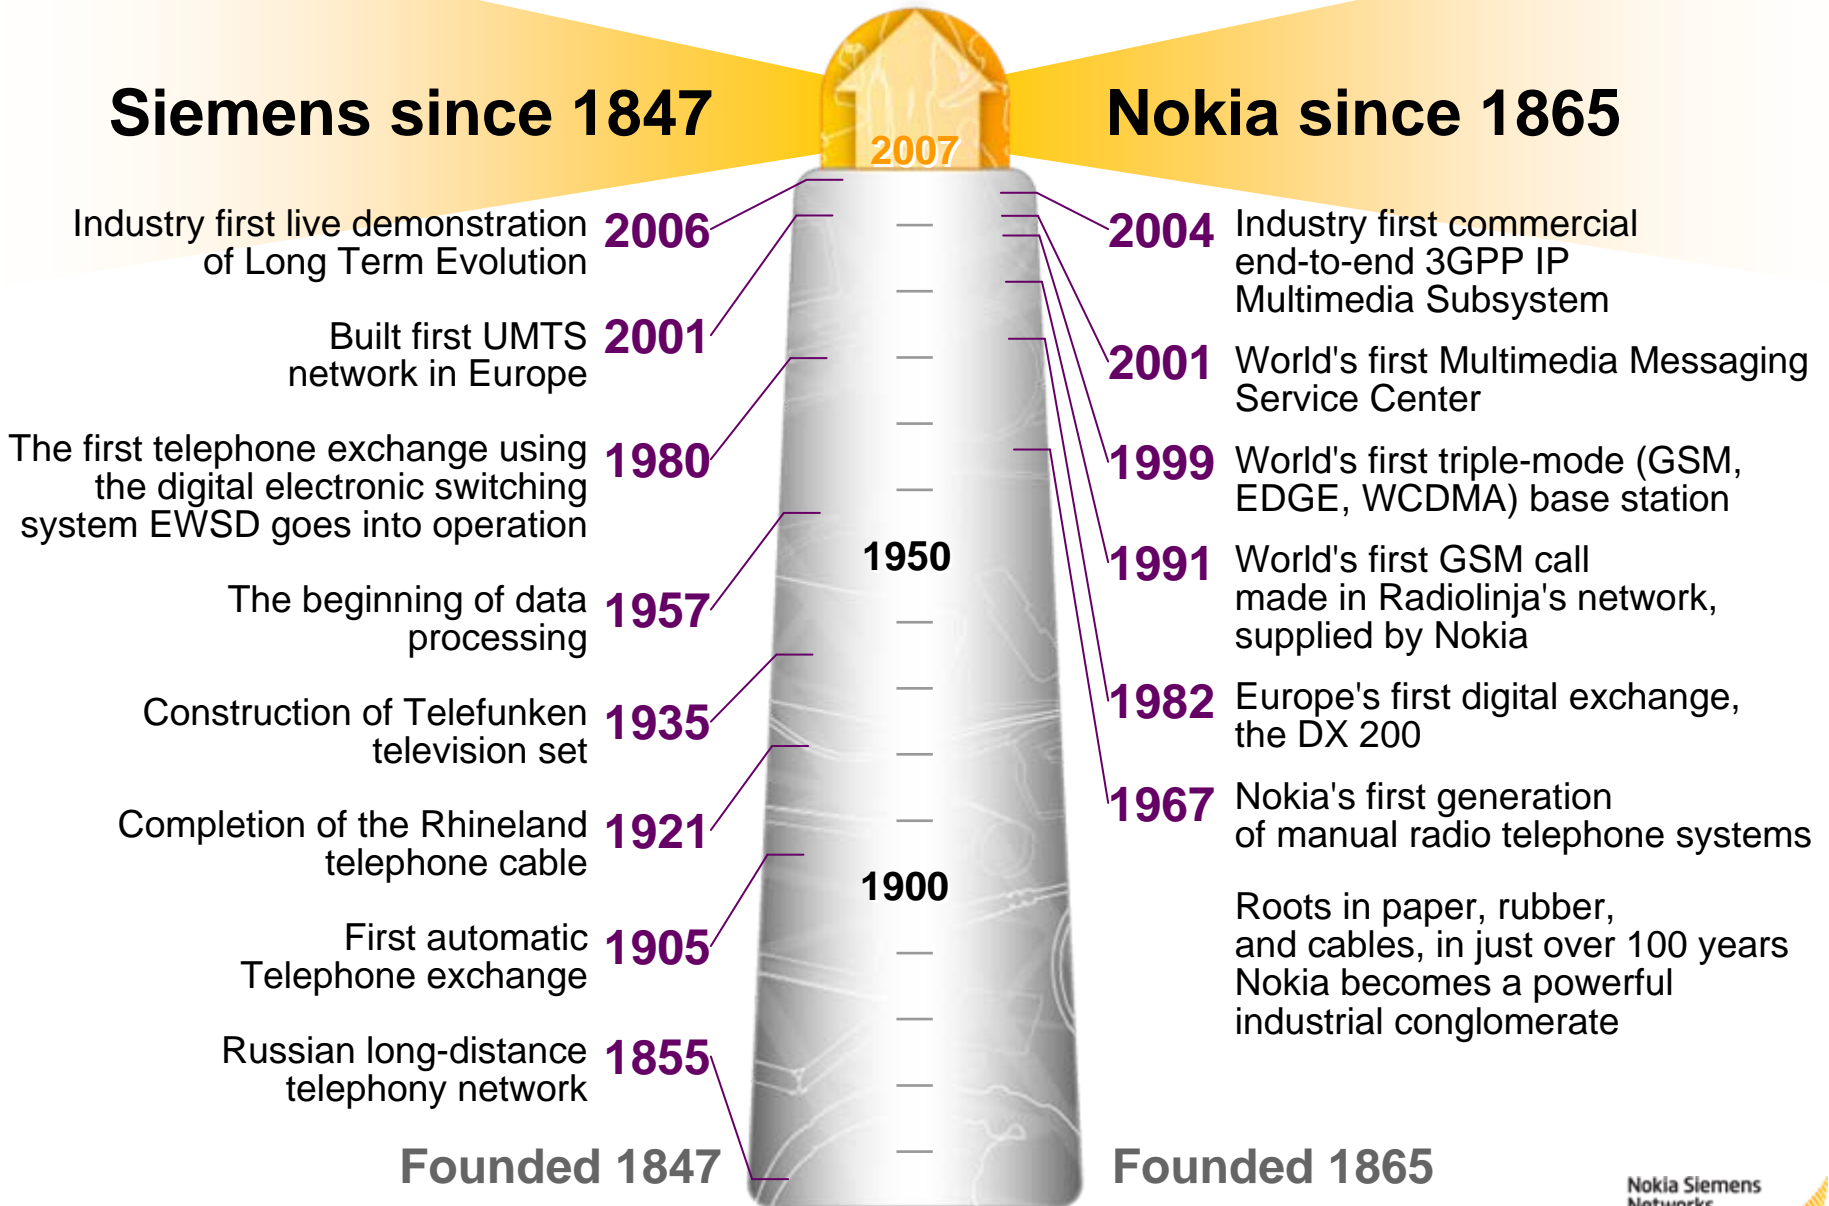 Siemens since 1847
Nokia since 1865
2007
Industry first live demonstration
of Long Term Evolution
2006
Built first UMTS
network in Europe
2001
The first telephone exchange using
the digital electronic switching
system EWSD goes into operation
1980
The beginning of data
processing
1957
Construction of Telefunken
television set
1935
Completion of the Rhineland
telephone cable
1921
First automatic
Telephone exchange
1905
Russian long-distance
telephony network
1855
Founded 1847
1950
1900
2004
Industry first commercial
end-to-end 3GPP IP
Multimedia Subsystem
2001
World's first Multimedia Messaging
Service Center
1999
World's first triple-mode (GSM,
EDGE, WCDMA) base station
1991
World's first GSM call
made in Radiolinja's network,
supplied by Nokia
1982
Europe's first digital exchange,
the DX 200
1967
Nokia's first generation
of manual radio telephone systems
Roots in paper, rubber,
and cables, in just over 100 years
Nokia becomes a powerful
industrial conglomerate
Founded 1865
Nokia Siemens
Networks